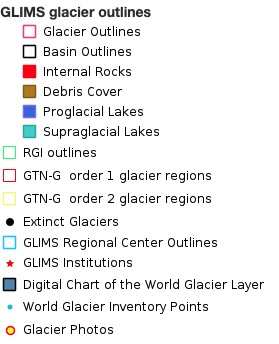 GLIMS glacier outlines
Glacier Outlines
Basin Outlines
Internal Rocks
Debris Cover
Proglacial Lakes
Supraglacial Lakes
RGI outlines
GTN-G order 1 glacier regions
GTN-G order 2 glacier regions
Extinct Glaciers
GLIMS Regional Center Outlines
GLIMS Institutions
Digital Chart of the World Glacier Layer
World Glacier Inventory Points
Glacier Photos